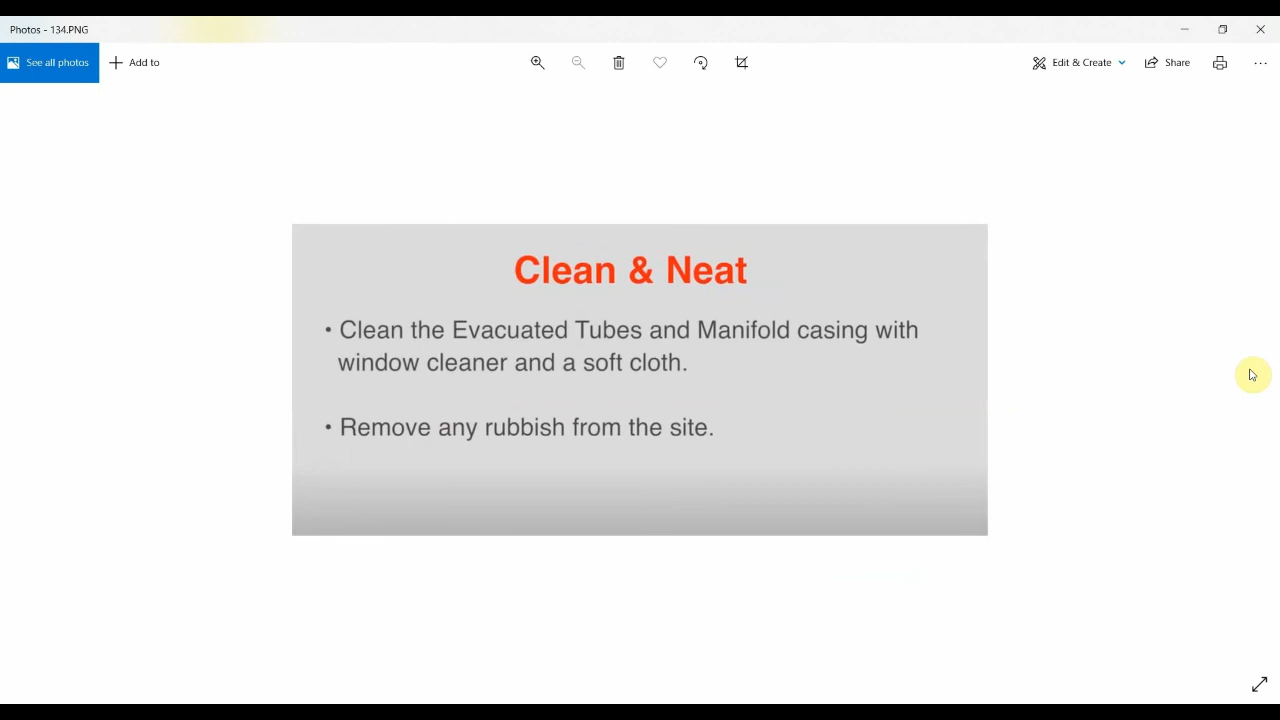 Photos - 134.PNG
See all photos
Add to
Edit & Create
Share
Clean & Neat
• Clean the Evacuated Tubes and Manifold casing with
window cleaner and a soft cloth.
• Remove any rubbish from the site.